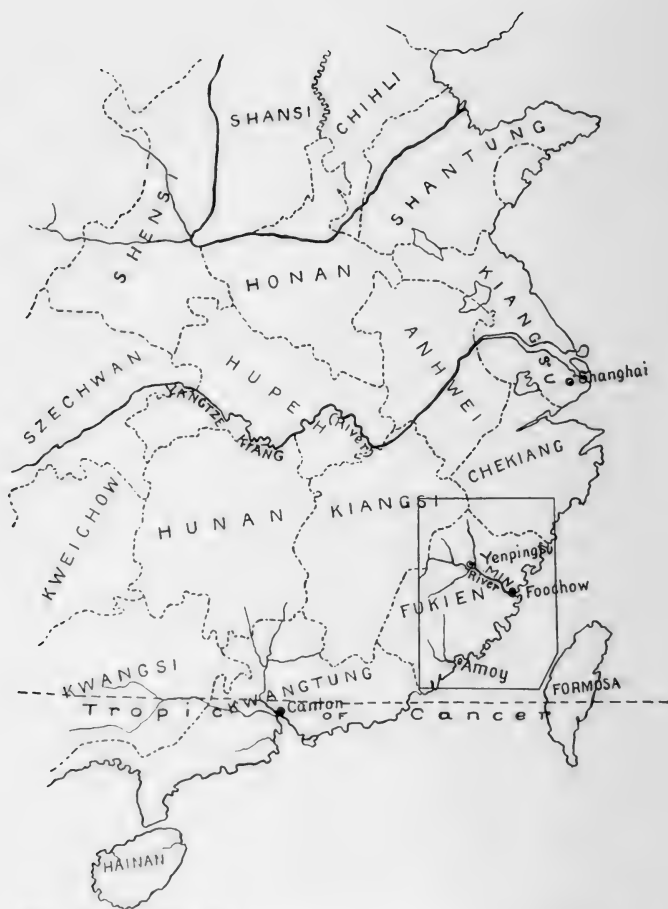 SHANSI
CHIHLI
SHANTUNG
SHENSI
HONAN
KIANGSU
ANHWEI
Shanghai
SZECHWAN
HUPEH
YANGTZE KIANG
(River)
CHEKIANG
KWEICHOW
HUNAN
KIANGSI
Yenpingfu
MIN
River
Foochow
FUKIEN
Amoy
KWANGSI
KWANGTUNG
FORMOSA
Canton
Tropic OF Cancer
HAINAN